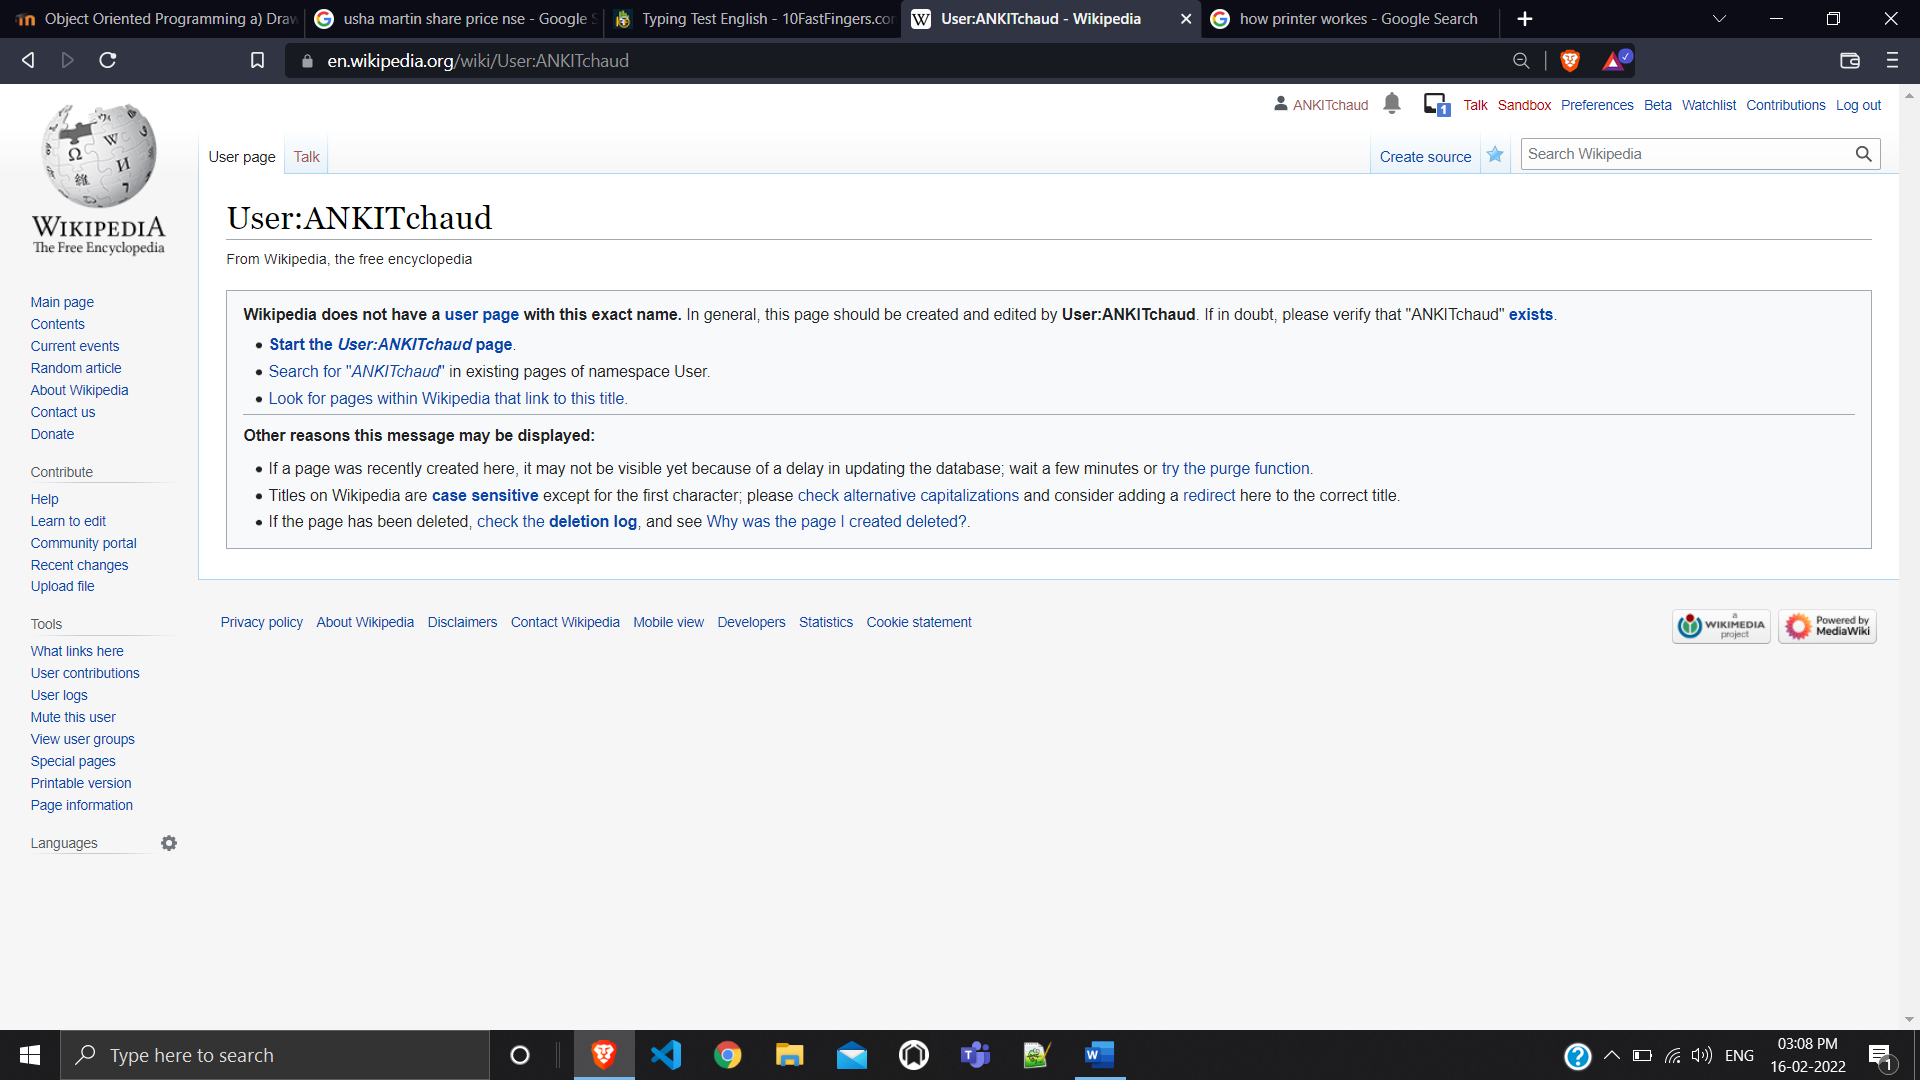 Object Oriented Programming a) Draw
usha martin share price nse - Google S
Typing Test English - 10FastFingers.com
User:ANKITchaud - Wikipedia
how printer workes - Google Search
en.wikipedia.org/wiki/User:ANKITchaud
ANKITchaud
1
Talk
Sandbox
Preferences
Beta
Watchlist
Contributions
Log out
WIKIPEDIA
The Free Encyclopedia
User page
Talk
Create source
Search Wikipedia
User:ANKITchaud
From Wikipedia, the free encyclopedia
Wikipedia does not have a user page with this exact name. In general, this page should be created and edited by User:ANKITchaud. If in doubt, please verify that "ANKITchaud" exists.
Start the User:ANKITchaud page.
Search for "ANKITchaud" in existing pages of namespace User.
Look for pages within Wikipedia that link to this title.
Other reasons this message may be displayed:
If a page was recently created here, it may not be visible yet because of a delay in updating the database; wait a few minutes or try the purge function.
Titles on Wikipedia are case sensitive except for the first character; please check alternative capitalizations and consider adding a redirect here to the correct title.
If the page has been deleted, check the deletion log, and see Why was the page I created deleted?.
Main page
Contents
Current events
Random article
About Wikipedia
Contact us
Donate
Contribute
Help
Learn to edit
Community portal
Recent changes
Upload file
Tools
What links here
User contributions
User logs
Mute this user
View user groups
Special pages
Printable version
Page information
Languages
Privacy policy
About Wikipedia
Disclaimers
Contact Wikipedia
Mobile view
Developers
Statistics
Cookie statement
a
WIKIMEDIA
project
Powered by
MediaWiki
Type here to search
ENG
03:08 PM
16-02-2022
1